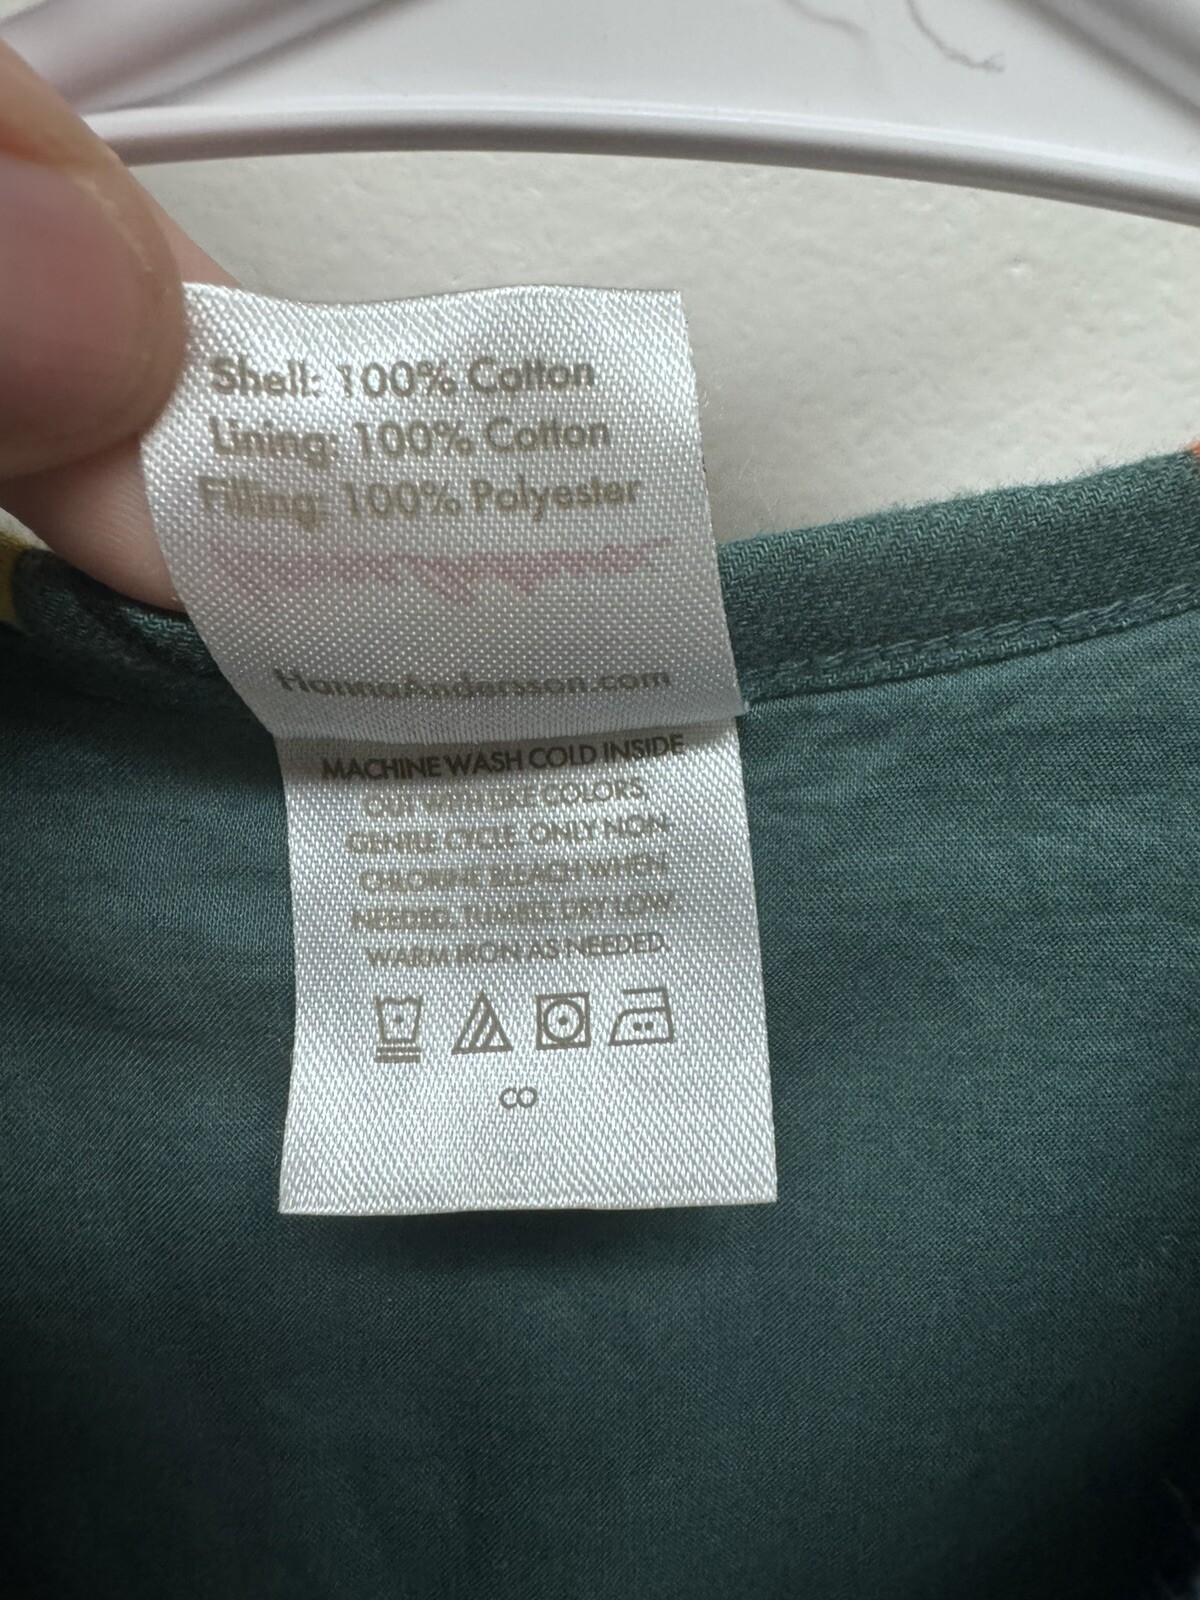 Shell: 100% Cotton
Lining: 100% Cotton
Filling: 100% Polyester
HannaAndersson.com
MACHINE WASH COLD INSIDE
OUT WITH LIKE COLORS.
GENTLE CYCLE. ONLY NON-
CHLORINE BLEACH WHEN
NEEDED. TUMBLE DRY LOW.
WARM IRON AS NEEDED.
CO